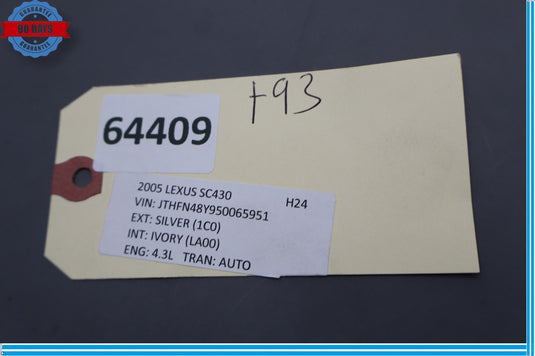 GUARANTEE
90 DAYS
GUARANTEE
t93
64409
2005 LEXUS SC430 H24
VIN: JTHFN48Y950065951
EXT: SILVER (1C0)
INT: IVORY (LA00)
ENG: 4.3L TRAN: AUTO